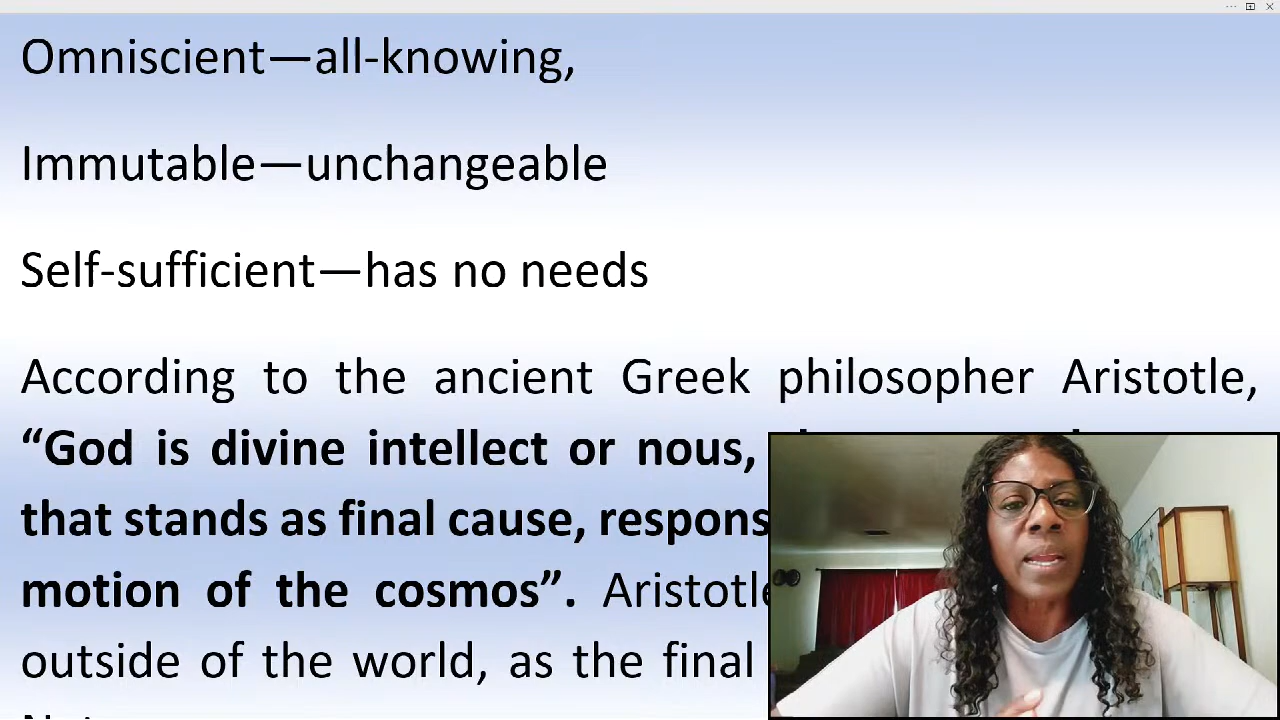 Omniscient—all-knowing,
Immutable—unchangeable
Self-sufficient—has no needs
According to the ancient Greek philosopher Aristotle,
“God is divine intellect or nous,
that stands as final cause,
motion of the cosmos”.
outside of the world, as the final